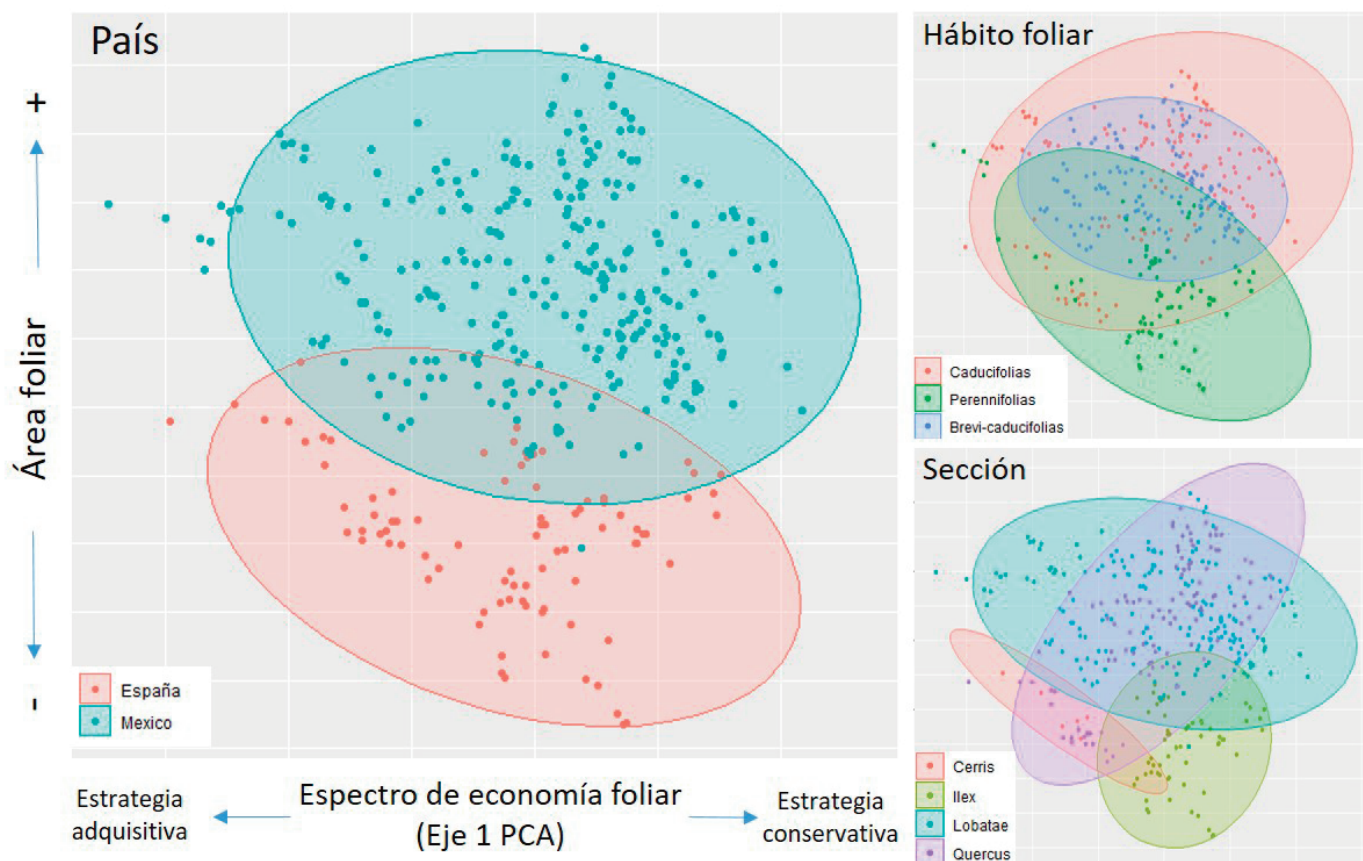 País
+
Área foliar
-
España
Mexico
Estrategia
adquisitiva
Espectro de economía foliar
(Eje 1 PCA)
Estrategia
conservativa
Hábito foliar
Caducifolias
Perennifolias
Brevi-caducifolias
Sección
Cerris
Ilex
Lobatae
Quercus